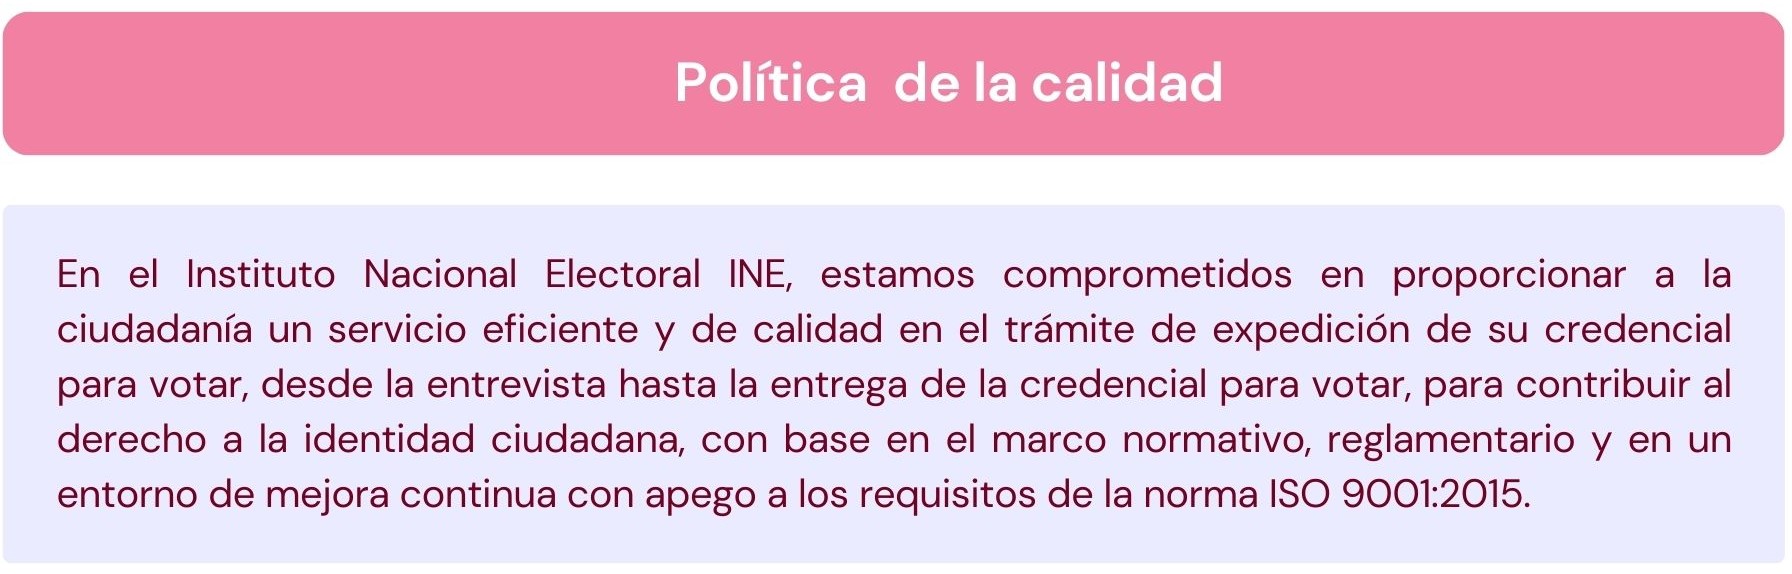 Política de la calidad
En el Instituto Nacional Electoral INE, estamos comprometidos en proporcionar a la
ciudadanía un servicio eficiente y de calidad en el trámite de expedición de su credencial
para votar, desde la entrevista hasta la entrega de la credencial para votar, para contribuir al
derecho a la identidad ciudadana, con base en el marco normativo, reglamentario y en un
entorno de mejora continua con apego a los requisitos de la norma ISO 9001:2015.